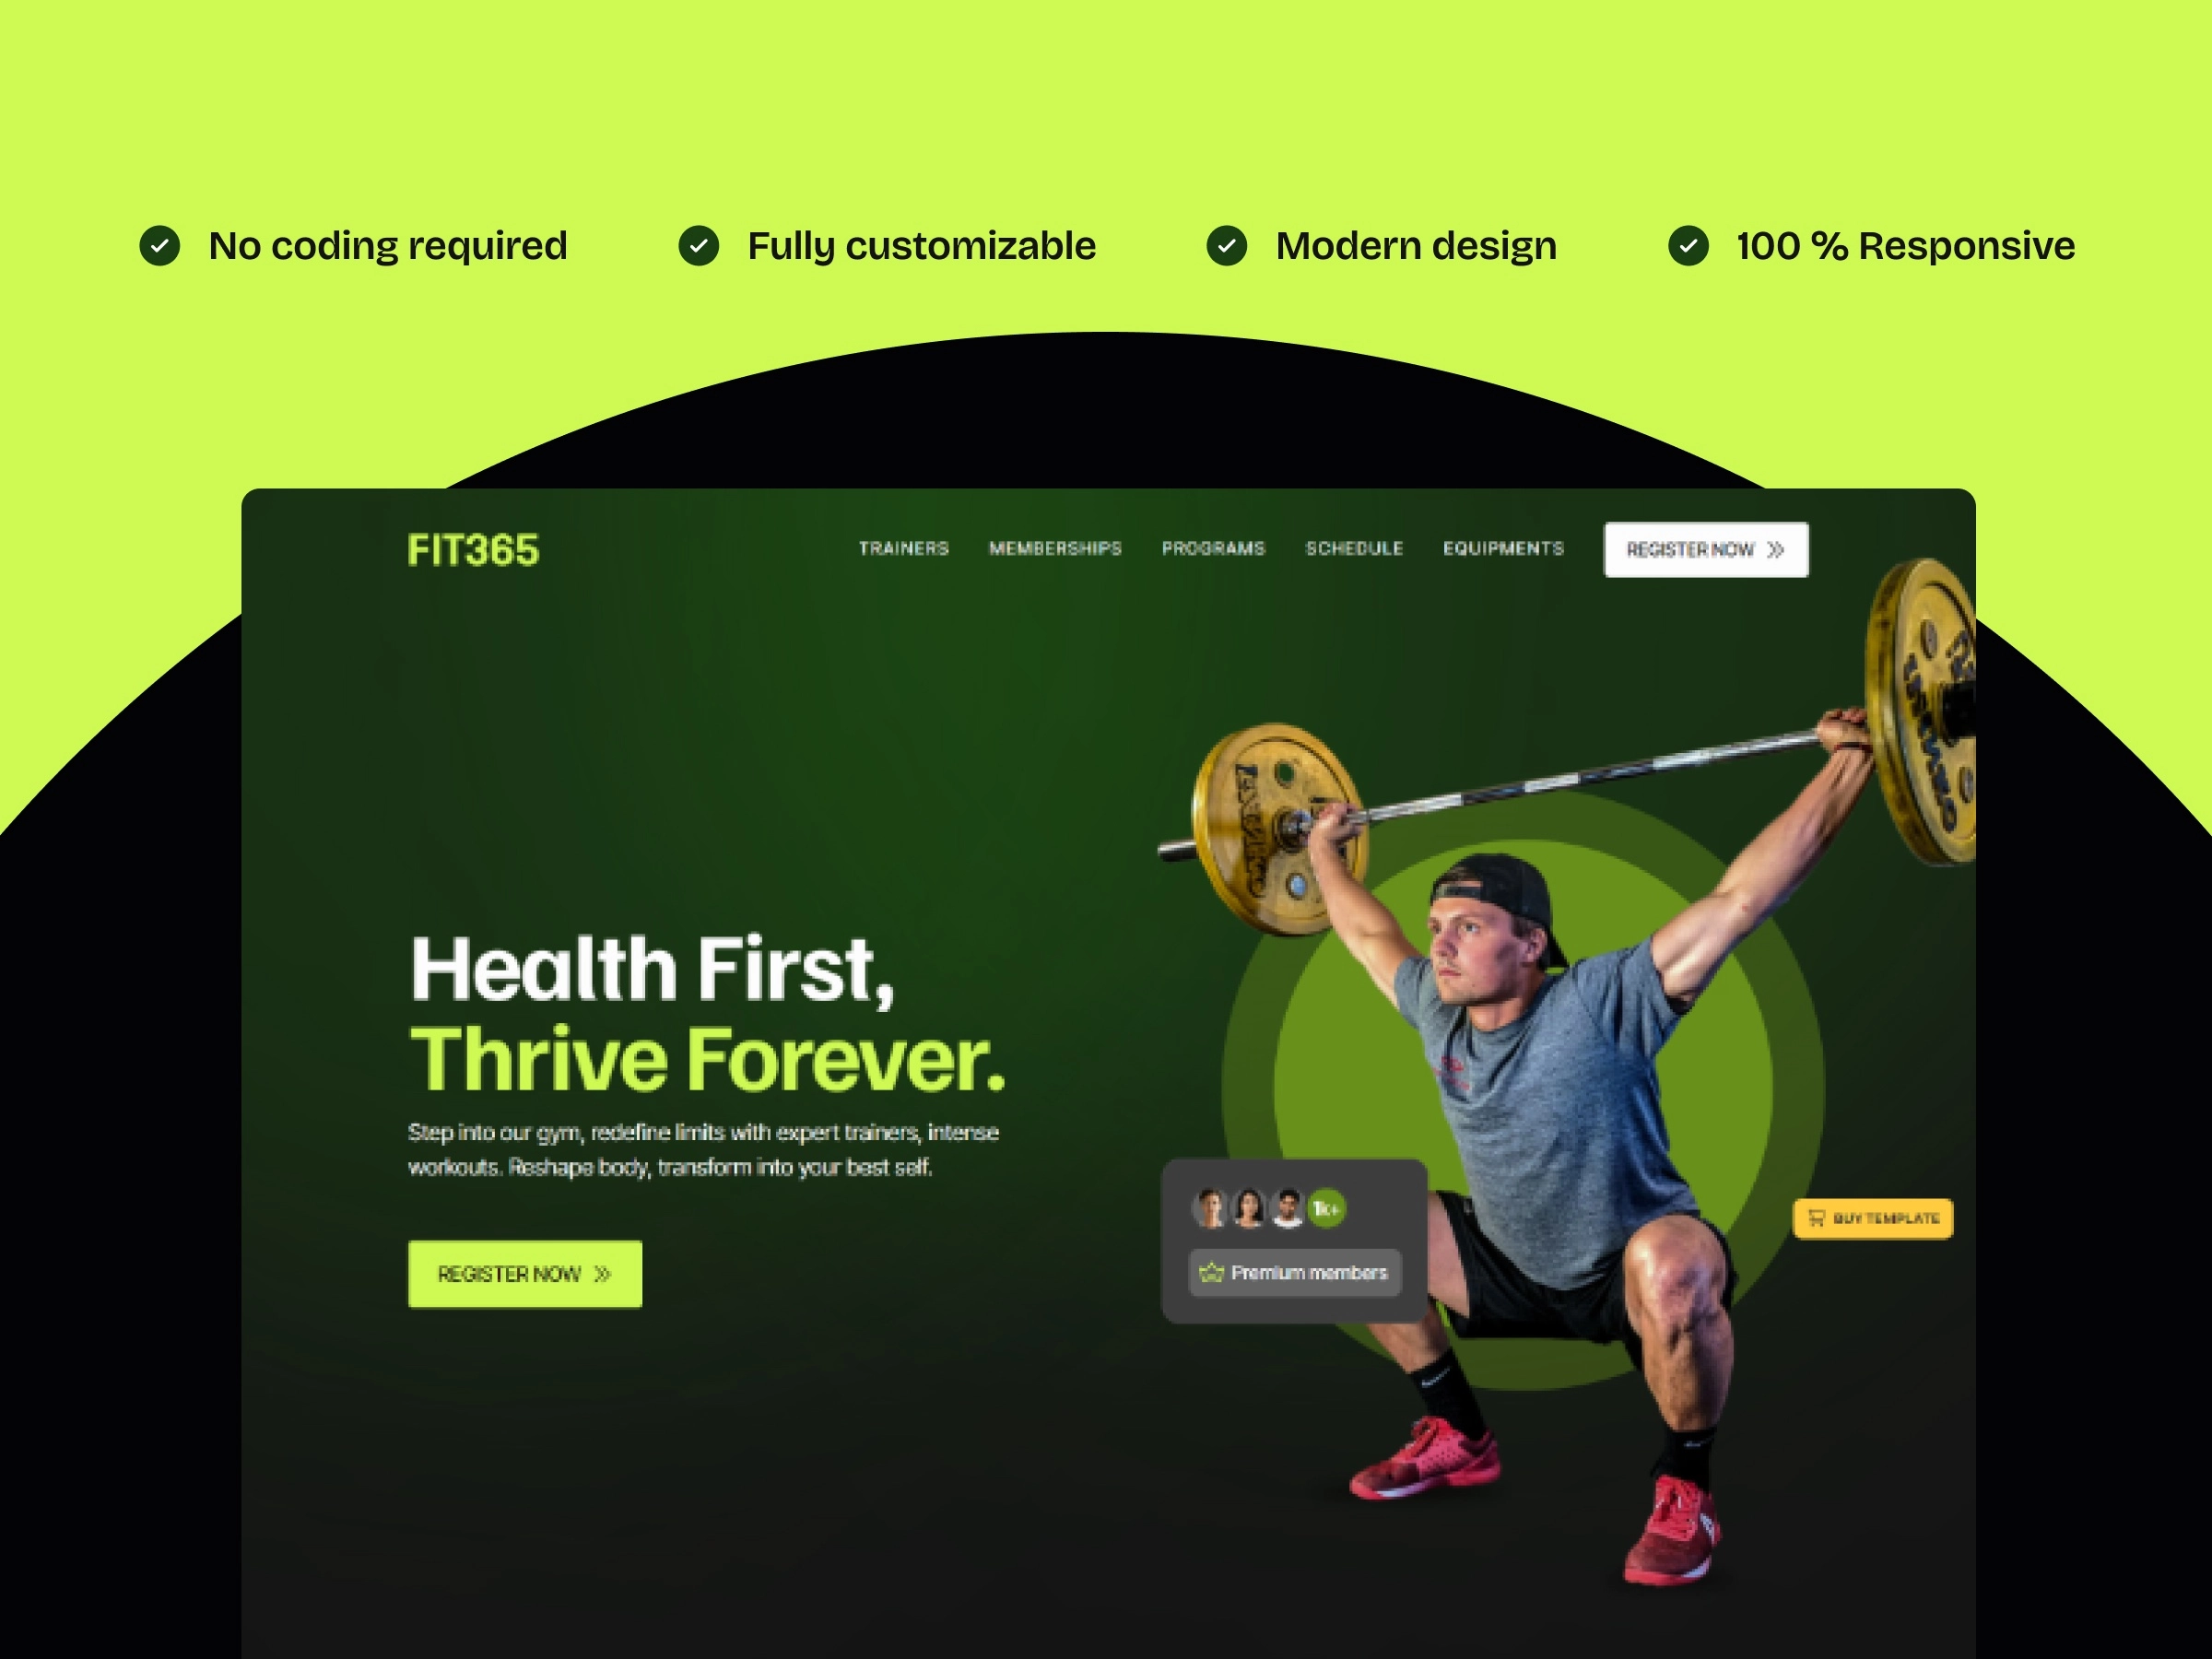 No coding required
Fully customizable
Modern design
100 % Responsive
FIT365
TRAINERS
MEMBERSHIPS
PROGRAMS
SCHEDULE
EQUIPMENTS
REGISTER NOW
Health First,
Thrive Forever.
Step into our gym, redefine limits with expert trainers, intense
workouts. Reshape body, transform into your best self.
REGISTER NOW
1k+
Premium members
BUY TEMPLATE